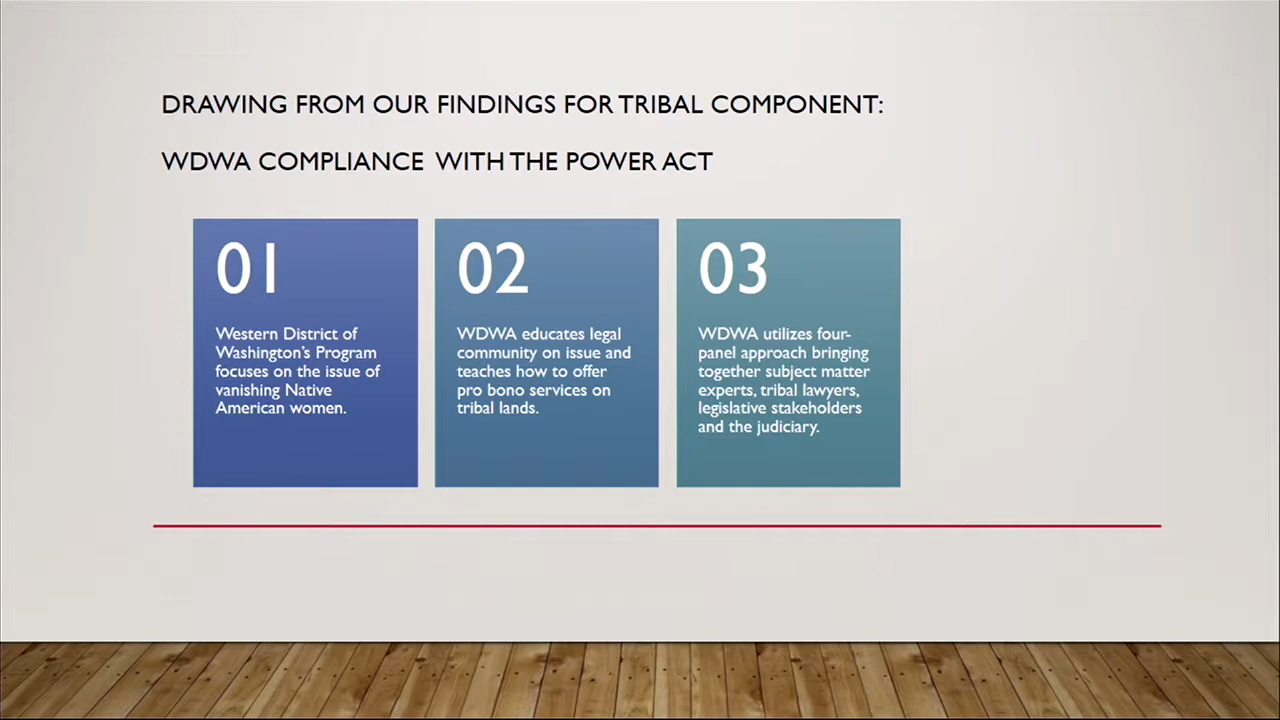 DRAWING FROM OUR FINDINGS FOR TRIBAL COMPONENT:
WDWA COMPLIANCE WITH THE POWER ACT
01
Western District of
Washington's Program
focuses on the issue of
vanishing Native
American women.
02
WDWA educates legal
community on issue and
teaches how to offer
pro bono services on
tribal lands.
03
WDWA utilizes four-
panel approach bringing
together subject matter
experts, tribal lawyers,
legislative stakeholders
and the judiciary.